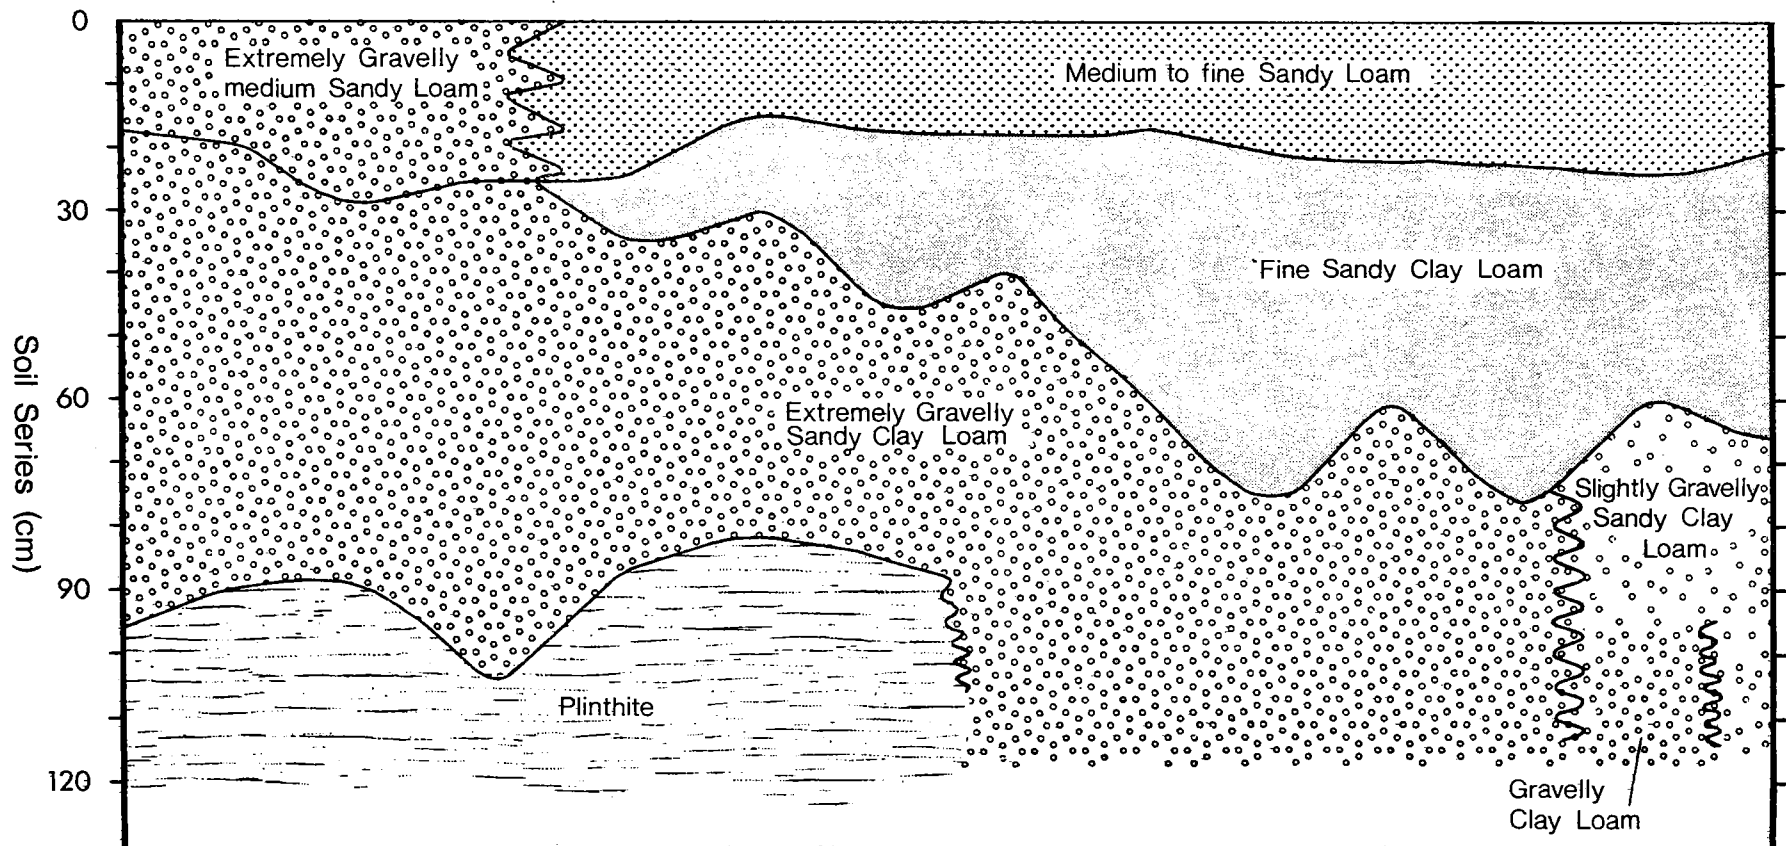 0
30
60
90
120
Soil Series (cm)
Extremely Gravelly
medium Sandy Loam
Medium to fine Sandy Loam
Fine Sandy Clay Loam
Extremely Gravelly
Sandy Clay Loam
Slightly Gravelly
Sandy Clay
Loam
Plinthite
Gravelly
Clay Loam